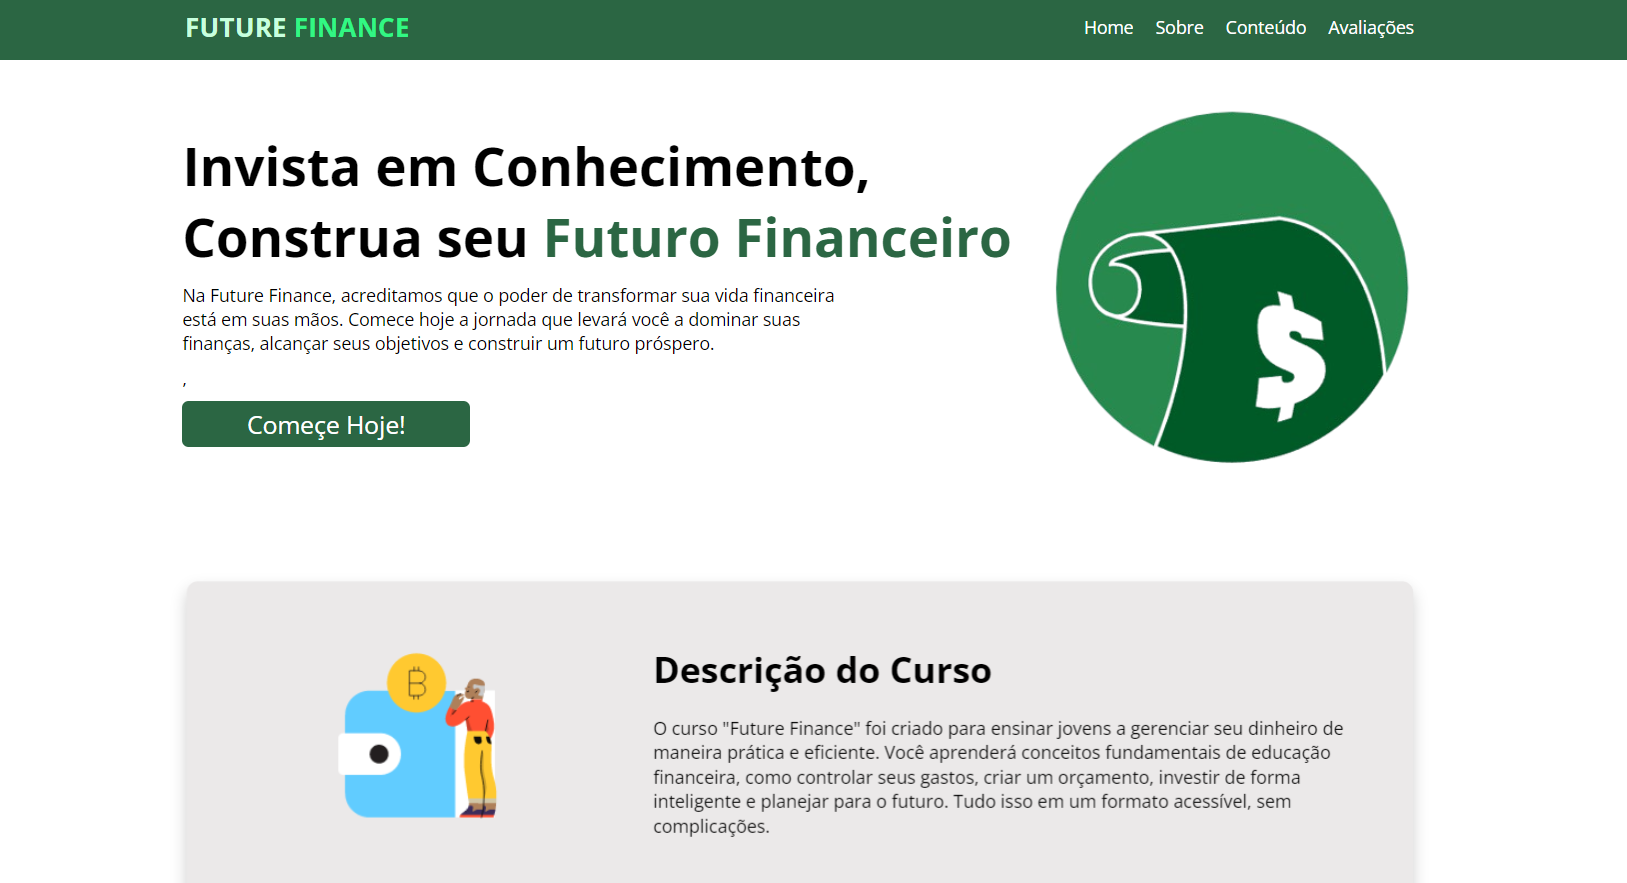 FUTURE FINANCE
Home Sobre Conteúdo Avaliações
Invista em Conhecimento,
Construa seu Futuro Financeiro
Na Future Finance, acreditamos que o poder de transformar sua vida financeira
está em suas mãos. Comece hoje a jornada que levará você a dominar suas
finanças, alcançar seus objetivos e construir um futuro próspero.
,
Começe Hoje!
$
Descrição do Curso
O curso "Future Finance" foi criado para ensinar jovens a gerenciar seu dinheiro de
maneira prática e eficiente. Você aprenderá conceitos fundamentais de educação
financeira, como controlar seus gastos, criar um orçamento, investir de forma
inteligente e planejar para o futuro. Tudo isso em um formato acessível, sem
complicações.